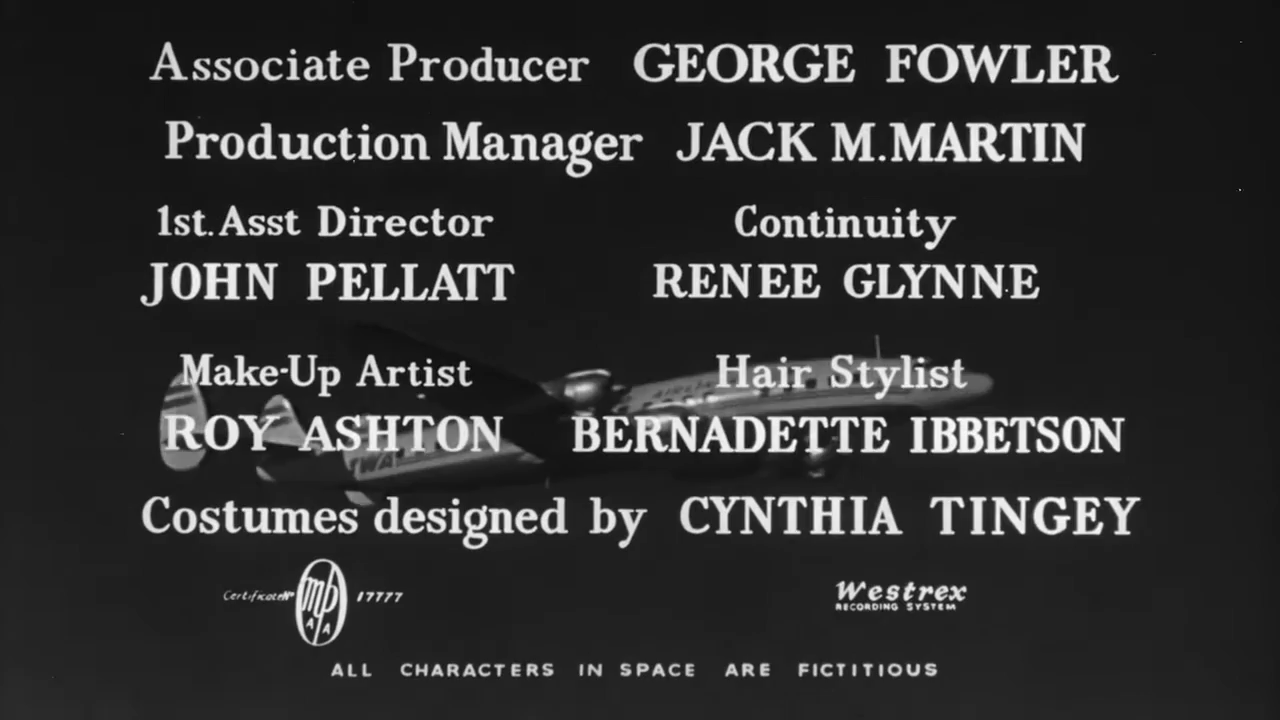 Associate Producer GEORGE FOWLER
Production Manager JACK M. MARTIN
1st. Asst Director
JOHN PELLATT
Continuity
RENEE GLYNNE
Make-Up Artist
ROY ASHTON
Hair Stylist
BERNADETTE IBBETSON
Costumes designed by CYNTHIA TINGEY
Certificate No 17777
mp
AA
Westrex
RECORDING SYSTEM
ALL CHARACTERS IN SPACE ARE FICTITIOUS